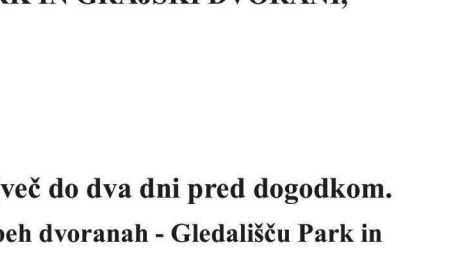 IN GRAJSKI DVORANI,
več do dva dni pred dogodkom.
dvoranah - Gledališču Park in